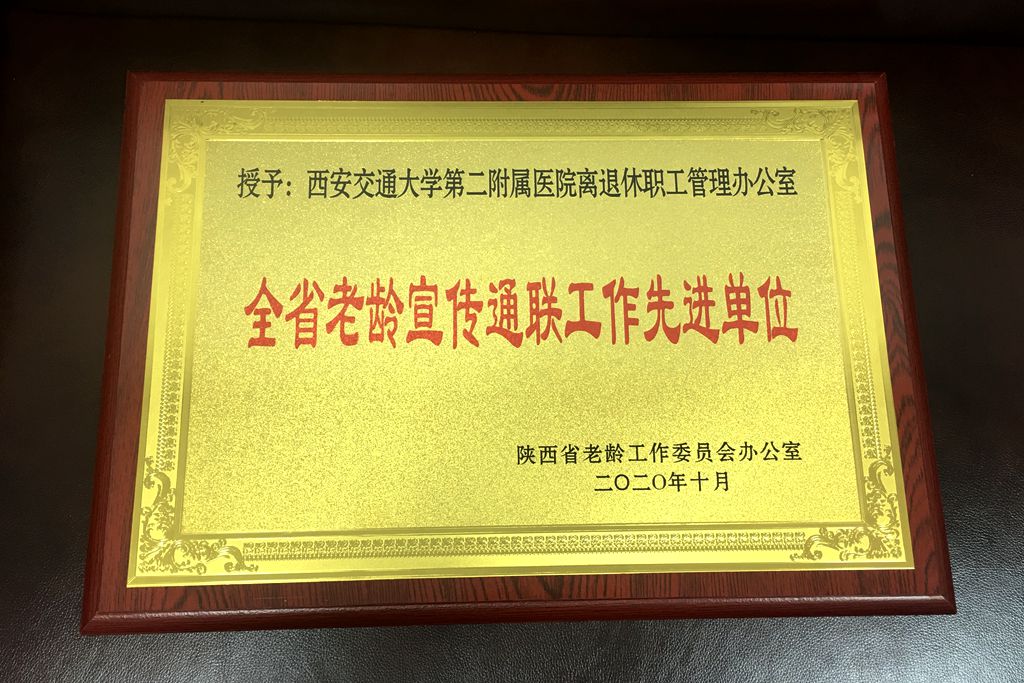 授予：西安交通大学第二附属医院离退休职工管理办公室
全省老龄宣传通联工作先进单位
陕西省老龄工作委员会办公室
二〇二〇年十月